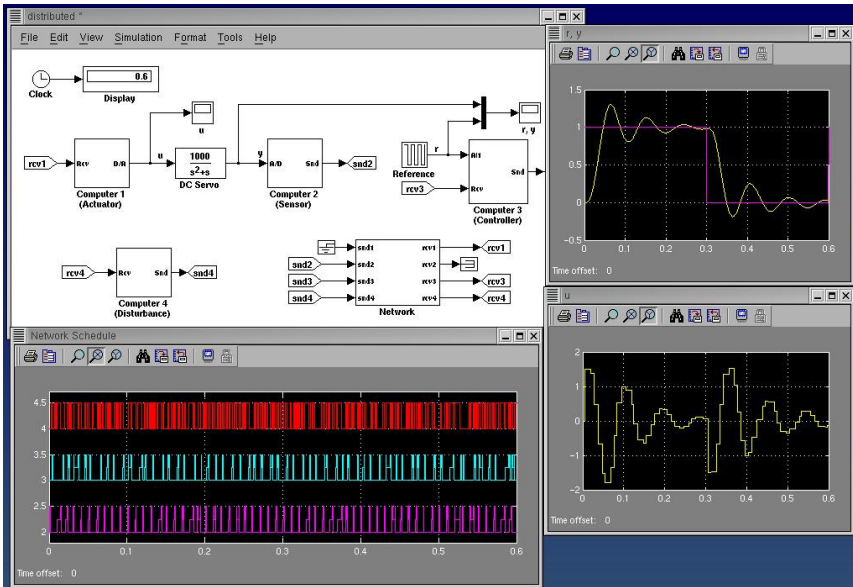 distributed *
File Edit View Simulation Format Tools Help
Clock
0.6
Display
u
r, y
rcv1
Rcv D/A
Computer 1
(Actuator)
u
1000
s²+s
DC Servo
y
A/D Snd
Computer 2
(Sensor)
snd2
Reference
r
rcv3
A/D
Rcv
Snd
Computer 3
(Controller)
rcv4
Rcv Snd
Computer 4
(Disturbance)
snd4
snd2
snd3
snd4
snd1 rcv1
snd2 rcv2
snd3 rcv3
snd4 rcv4
Network
rcv1
rcv3
rcv4
r, y
1.5
1
0.5
0
-0.5
0 0.1 0.2 0.3 0.4 0.5 0.6
Time offset: 0
Network Schedule
4.5
4
3.5
3
2.5
2
0 0.1 0.2 0.3 0.4 0.5 0.6
Time offset: 0
u
2
1
0
-1
-2
0 0.1 0.2 0.3 0.4 0.5 0.6
Time offset: 0